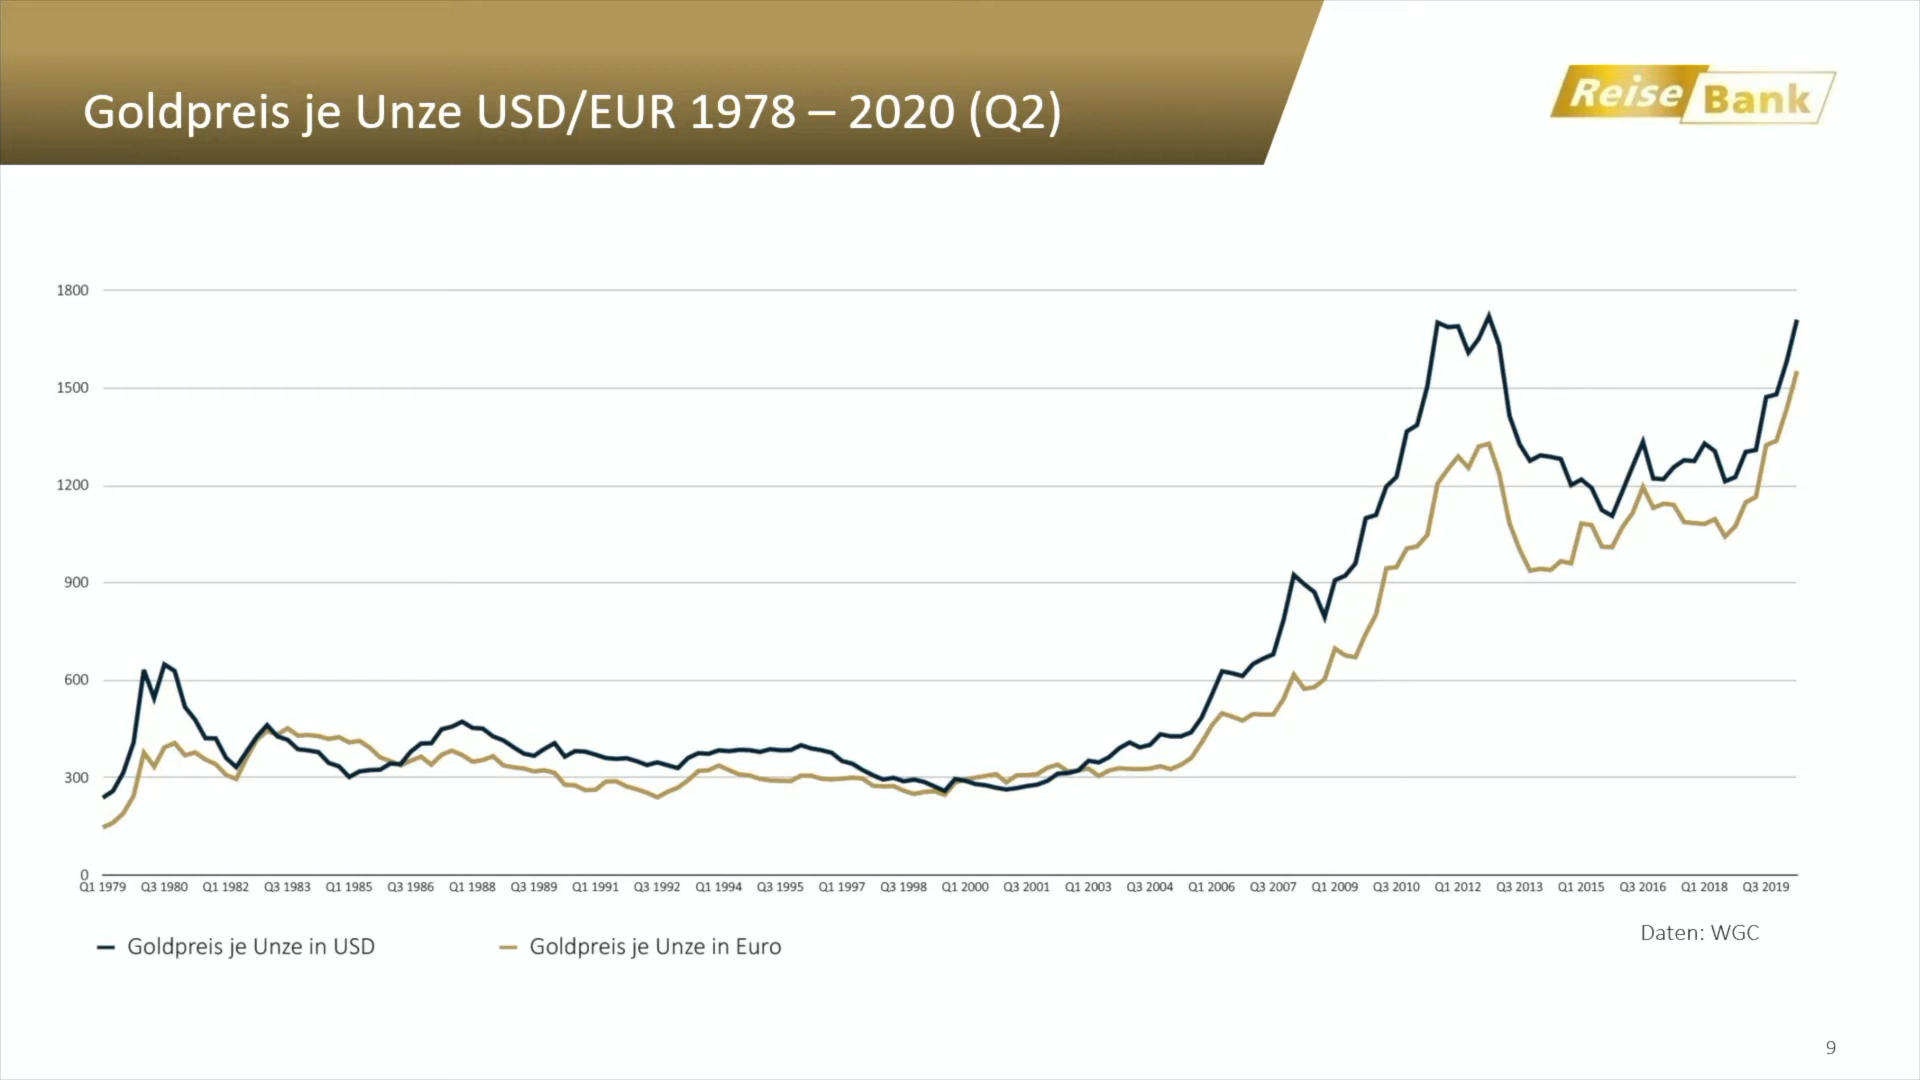 Goldpreis je Unze USD/EUR 1978 – 2020 (Q2)
Reise Bank
1800
1500
1200
900
600
300
0
Q1 1979 Q3 1980 Q1 1982 Q3 1983 Q1 1985 Q3 1986 Q1 1988 Q3 1989 Q1 1991 Q3 1992 Q1 1994 Q3 1995 Q1 1997 Q3 1998 Q1 2000 Q3 2001 Q1 2003 Q3 2004 Q1 2006 Q3 2007 Q1 2009 Q3 2010 Q1 2012 Q3 2013 Q1 2015 Q3 2016 Q1 2018 Q3 2019
Goldpreis je Unze in USD
Goldpreis je Unze in Euro
Daten: WGC
9